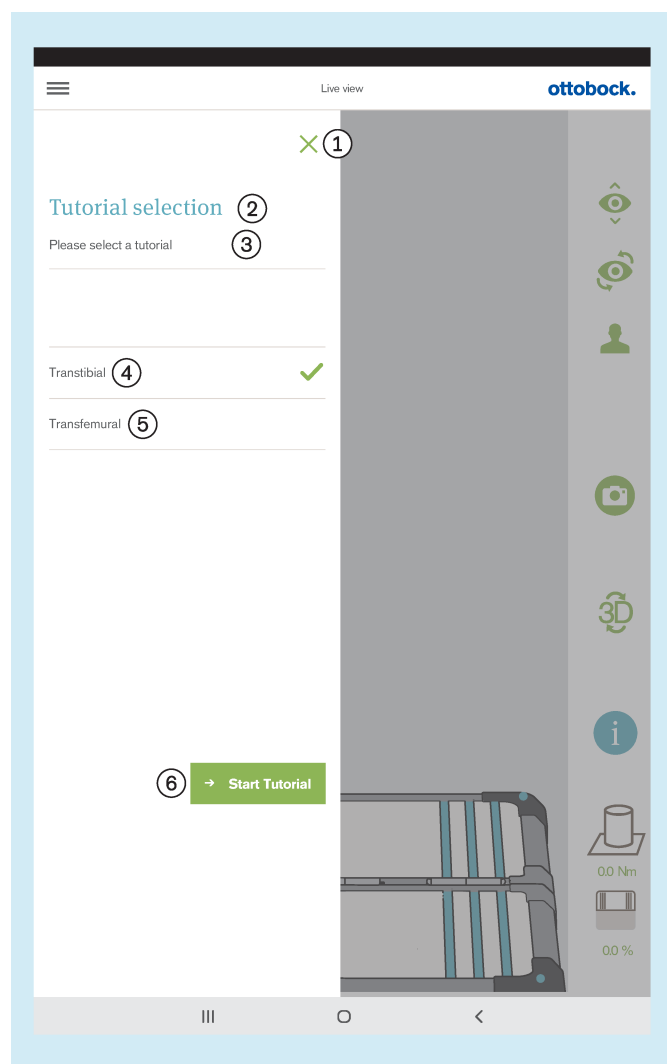 Live view
ottobock.
1
Tutorial selection 2
Please select a tutorial 3
Transtibial 4
Transfemural 5
3D
i
6 Start Tutorial
0.0 Nm
0.0 %